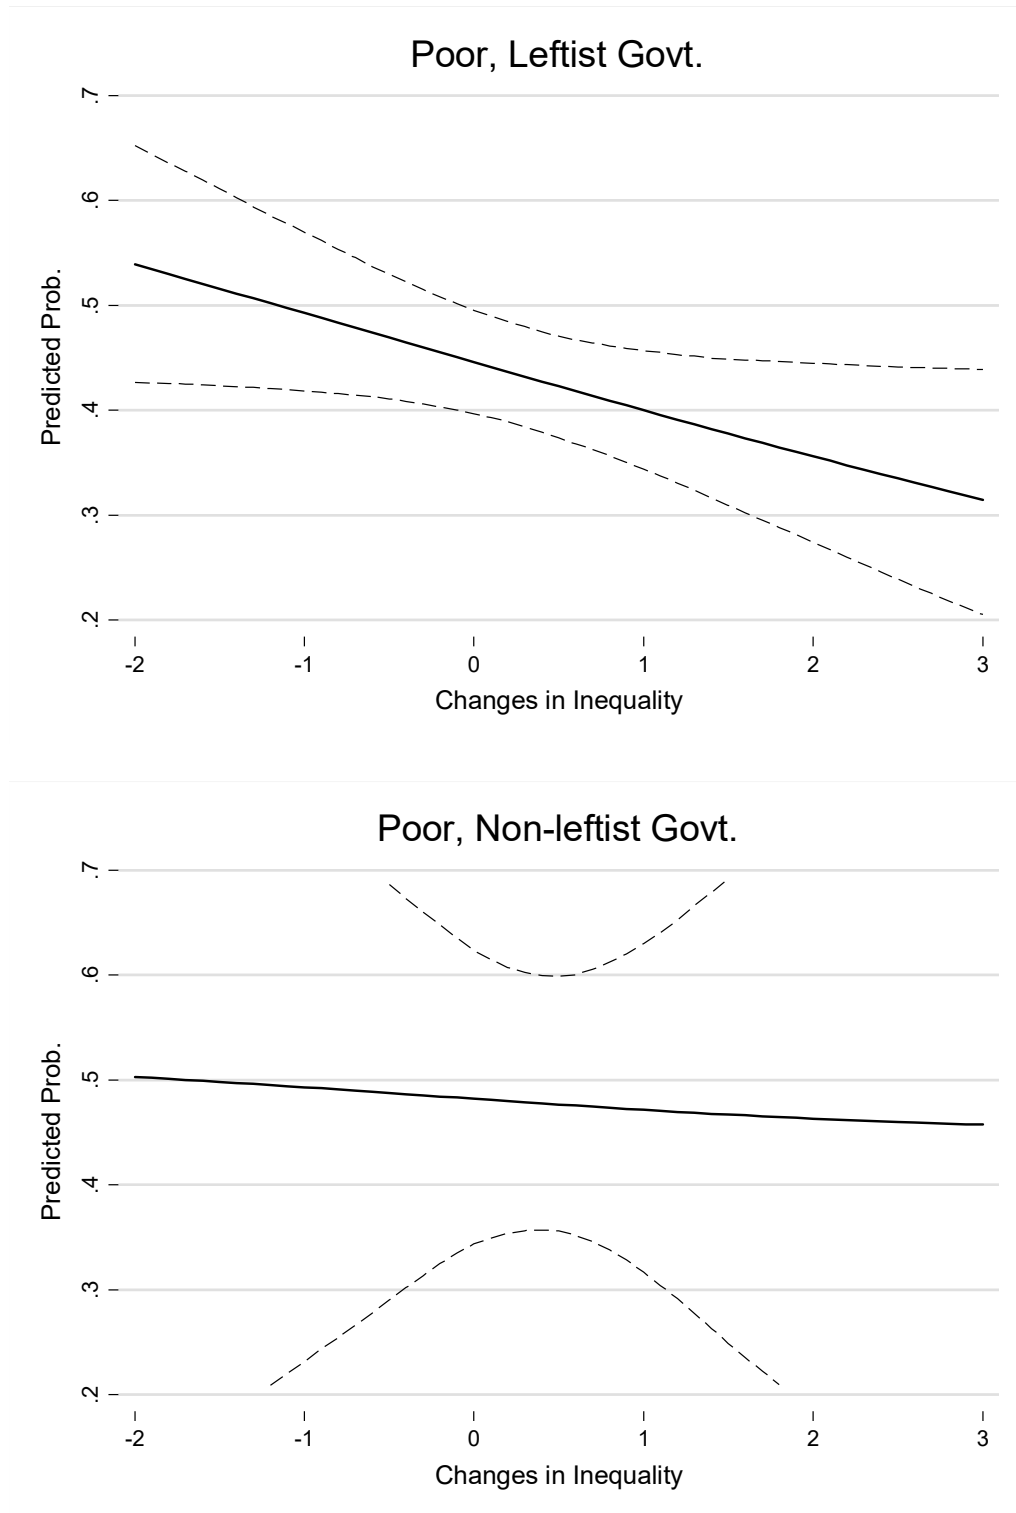 Poor, Leftist Govt.
Predicted Prob.
.7
.6
.5
.4
.3
.2
-2 -1 0 1 2 3
Changes in Inequality
Poor, Non-leftist Govt.
Predicted Prob.
.7
.6
.5
.4
.3
.2
-2 -1 0 1 2 3
Changes in Inequality